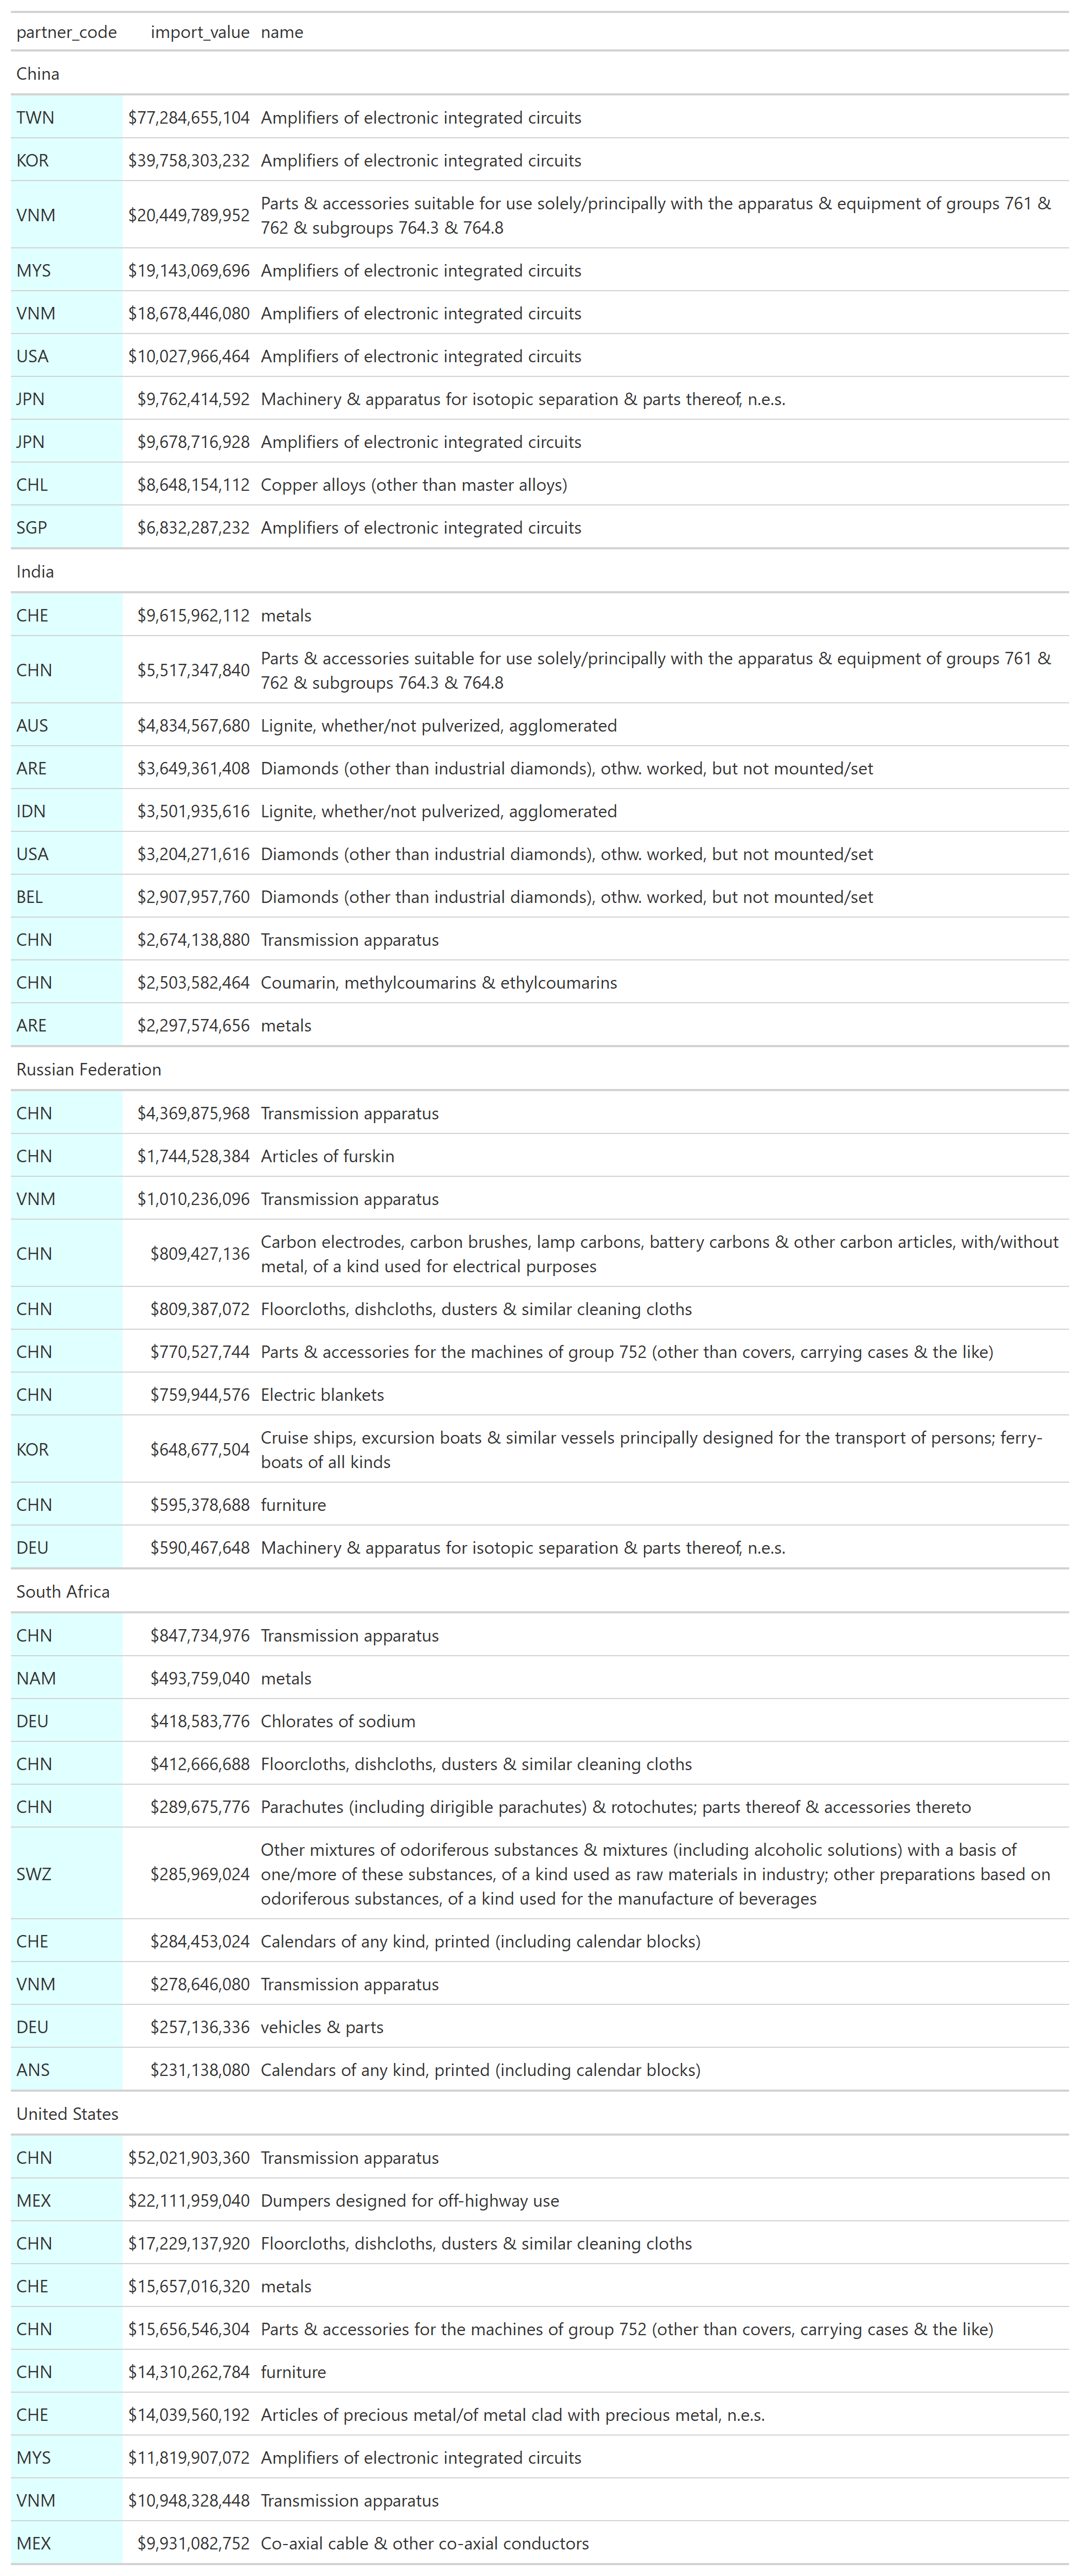 partner_code import_value name
China
TWN $77,284,655,104 Amplifiers of electronic integrated circuits
KOR $39,758,303,232 Amplifiers of electronic integrated circuits
VNM $20,449,789,952 Parts & accessories suitable for use solely/principally with the apparatus & equipment of groups 761 &
762 & subgroups 764.3 & 764.8
MYS $19,143,069,696 Amplifiers of electronic integrated circuits
VNM $18,678,446,080 Amplifiers of electronic integrated circuits
USA $10,027,966,464 Amplifiers of electronic integrated circuits
JPN $9,762,414,592 Machinery & apparatus for isotopic separation & parts thereof, n.e.s.
JPN $9,678,716,928 Amplifiers of electronic integrated circuits
CHL $8,648,154,112 Copper alloys (other than master alloys)
SGP $6,832,287,232 Amplifiers of electronic integrated circuits
India
CHE $9,615,962,112 metals
CHN $5,517,347,840 Parts & accessories suitable for use solely/principally with the apparatus & equipment of groups 761 &
762 & subgroups 764.3 & 764.8
AUS $4,834,567,680 Lignite, whether/not pulverized, agglomerated
ARE $3,649,361,408 Diamonds (other than industrial diamonds), othw. worked, but not mounted/set
IDN $3,501,935,616 Lignite, whether/not pulverized, agglomerated
USA $3,204,271,616 Diamonds (other than industrial diamonds), othw. worked, but not mounted/set
BEL $2,907,957,760 Diamonds (other than industrial diamonds), othw. worked, but not mounted/set
CHN $2,674,138,880 Transmission apparatus
CHN $2,503,582,464 Coumarin, methylcoumarins & ethylcoumarins
ARE $2,297,574,656 metals
Russian Federation
CHN $4,369,875,968 Transmission apparatus
CHN $1,744,528,384 Articles of furskin
VNM $1,010,236,096 Transmission apparatus
CHN $809,427,136 Carbon electrodes, carbon brushes, lamp carbons, battery carbons & other carbon articles, with/without
metal, of a kind used for electrical purposes
CHN $809,387,072 Floorcloths, dishcloths, dusters & similar cleaning cloths
CHN $770,527,744 Parts & accessories for the machines of group 752 (other than covers, carrying cases & the like)
CHN $759,944,576 Electric blankets
KOR $648,677,504 Cruise ships, excursion boats & similar vessels principally designed for the transport of persons; ferry-
boats of all kinds
CHN $595,378,688 furniture
DEU $590,467,648 Machinery & apparatus for isotopic separation & parts thereof, n.e.s.
South Africa
CHN $847,734,976 Transmission apparatus
NAM $493,759,040 metals
DEU $418,583,776 Chlorates of sodium
CHN $412,666,688 Floorcloths, dishcloths, dusters & similar cleaning cloths
CHN $289,675,776 Parachutes (including dirigible parachutes) & rotochutes; parts thereof & accessories thereto
SWZ $285,969,024 Other mixtures of odoriferous substances & mixtures (including alcoholic solutions) with a basis of
one/more of these substances, of a kind used as raw materials in industry; other preparations based on
odoriferous substances, of a kind used for the manufacture of beverages
CHE $284,453,024 Calendars of any kind, printed (including calendar blocks)
VNM $278,646,080 Transmission apparatus
DEU $257,136,336 vehicles & parts
ANS $231,138,080 Calendars of any kind, printed (including calendar blocks)
United States
CHN $52,021,903,360 Transmission apparatus
MEX $22,111,959,040 Dumpers designed for off-highway use
CHN $17,229,137,920 Floorcloths, dishcloths, dusters & similar cleaning cloths
CHE $15,657,016,320 metals
CHN $15,656,546,304 Parts & accessories for the machines of group 752 (other than covers, carrying cases & the like)
CHN $14,310,262,784 furniture
CHE $14,039,560,192 Articles of precious metal/of metal clad with precious metal, n.e.s.
MYS $11,819,907,072 Amplifiers of electronic integrated circuits
VNM $10,948,328,448 Transmission apparatus
MEX $9,931,082,752 Co-axial cable & other co-axial conductors